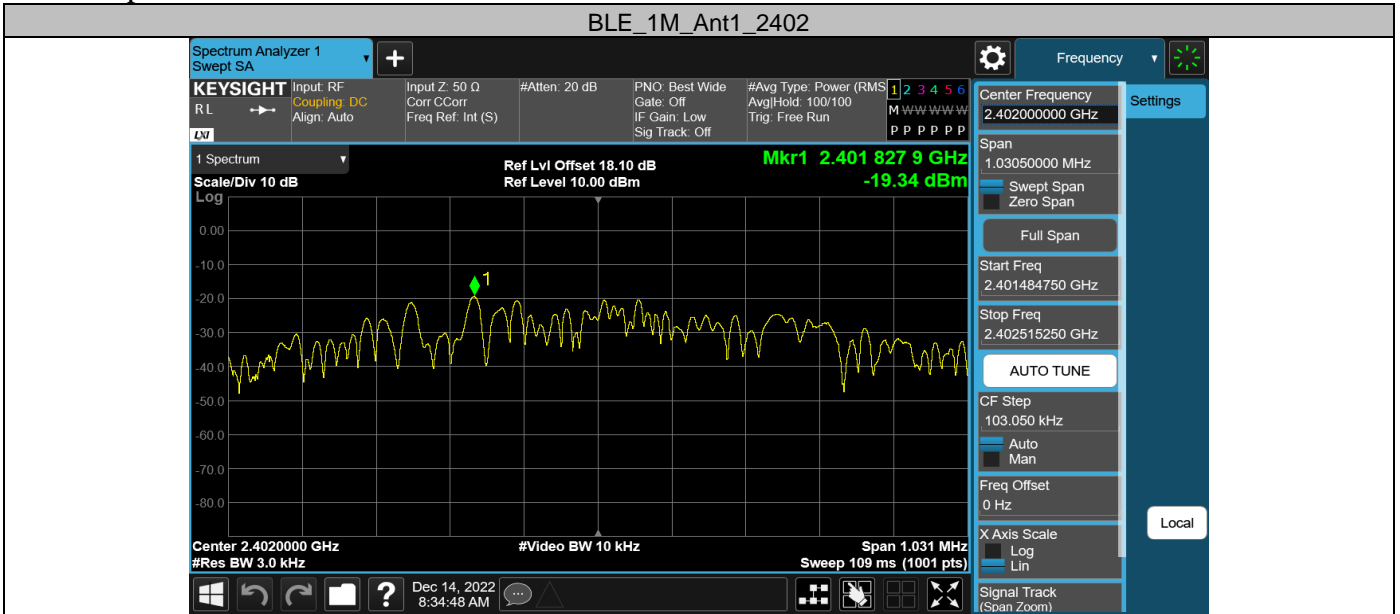 BLE_1M_Ant1_2402
Spectrum Analyzer 1
Swept SA
+
Frequency
KEYSIGHT
RL
LXI
Input: RF
Coupling: DC
Align: Auto
Input Z: 50 Ω
Corr CCorr
Freq Ref: Int (S)
#Atten: 20 dB
PNO: Best Wide
Gate: Off
IF Gain: Low
Sig Track: Off
#Avg Type: Power (RMS
Avg|Hold: 100/100
Trig: Free Run
1 2 3 4 5 6
M W W W W W
P P P P P P
1 Spectrum
Scale/Div 10 dB
Ref Lvl Offset 18.10 dB
Ref Level 10.00 dBm
Mkr1 2.401 827 9 GHz
-19.34 dBm
Log
0.00
-10.0
-20.0
-30.0
-40.0
-50.0
-60.0
-70.0
-80.0
1
Center 2.4020000 GHz
#Res BW 3.0 kHz
#Video BW 10 kHz
Span 1.031 MHz
Sweep 109 ms (1001 pts)
Center Frequency
2.402000000 GHz
Span
1.03050000 MHz
Swept Span
Zero Span
Full Span
Start Freq
2.401484750 GHz
Stop Freq
2.402515250 GHz
AUTO TUNE
CF Step
103.050 kHz
Auto
Man
Freq Offset
0 Hz
X Axis Scale
Log
Lin
Signal Track
(Span Zoom)
Settings
Local
?
Dec 14, 2022
8:34:48 AM